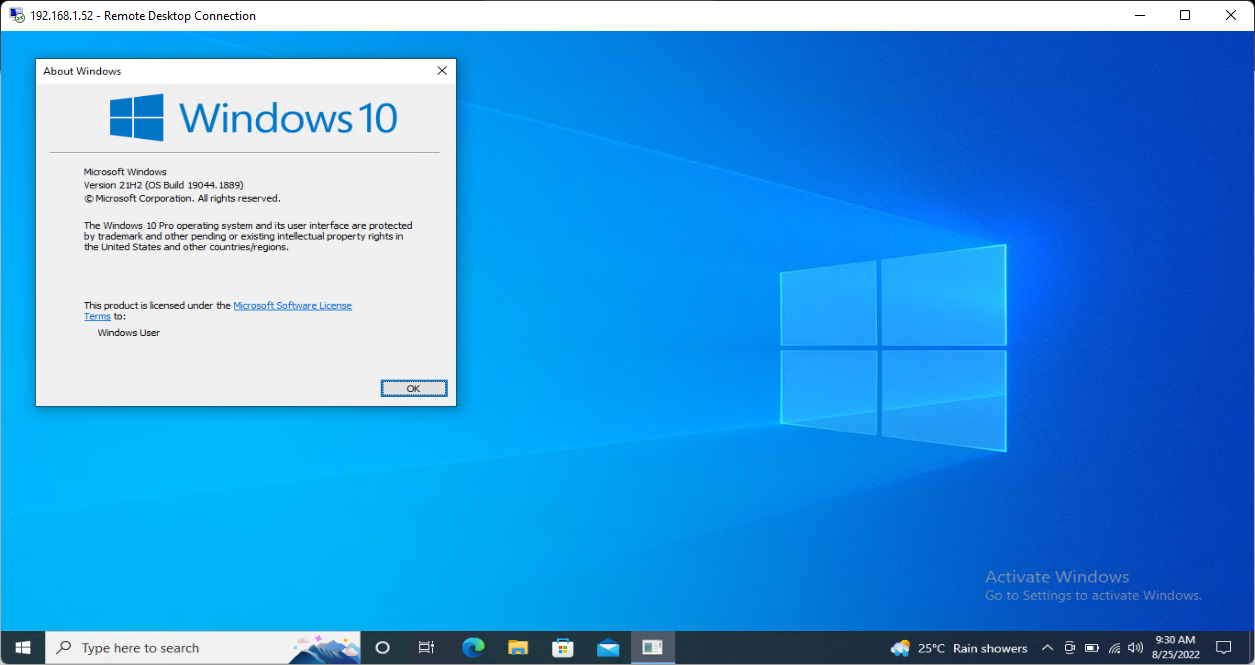 192.168.1.52 - Remote Desktop Connection
About Windows
Windows 10
Microsoft Windows
Version 21H2 (OS Build 19044.1889)
© Microsoft Corporation. All rights reserved.
The Windows 10 Pro operating system and its user interface are protected
by trademark and other pending or existing intellectual property rights in
the United States and other countries/regions.
This product is licensed under the Microsoft Software License
Terms to:
Windows User
OK
Activate Windows
Go to Settings to activate Windows.
Type here to search
25°C Rain showers
9:30 AM
8/25/2022